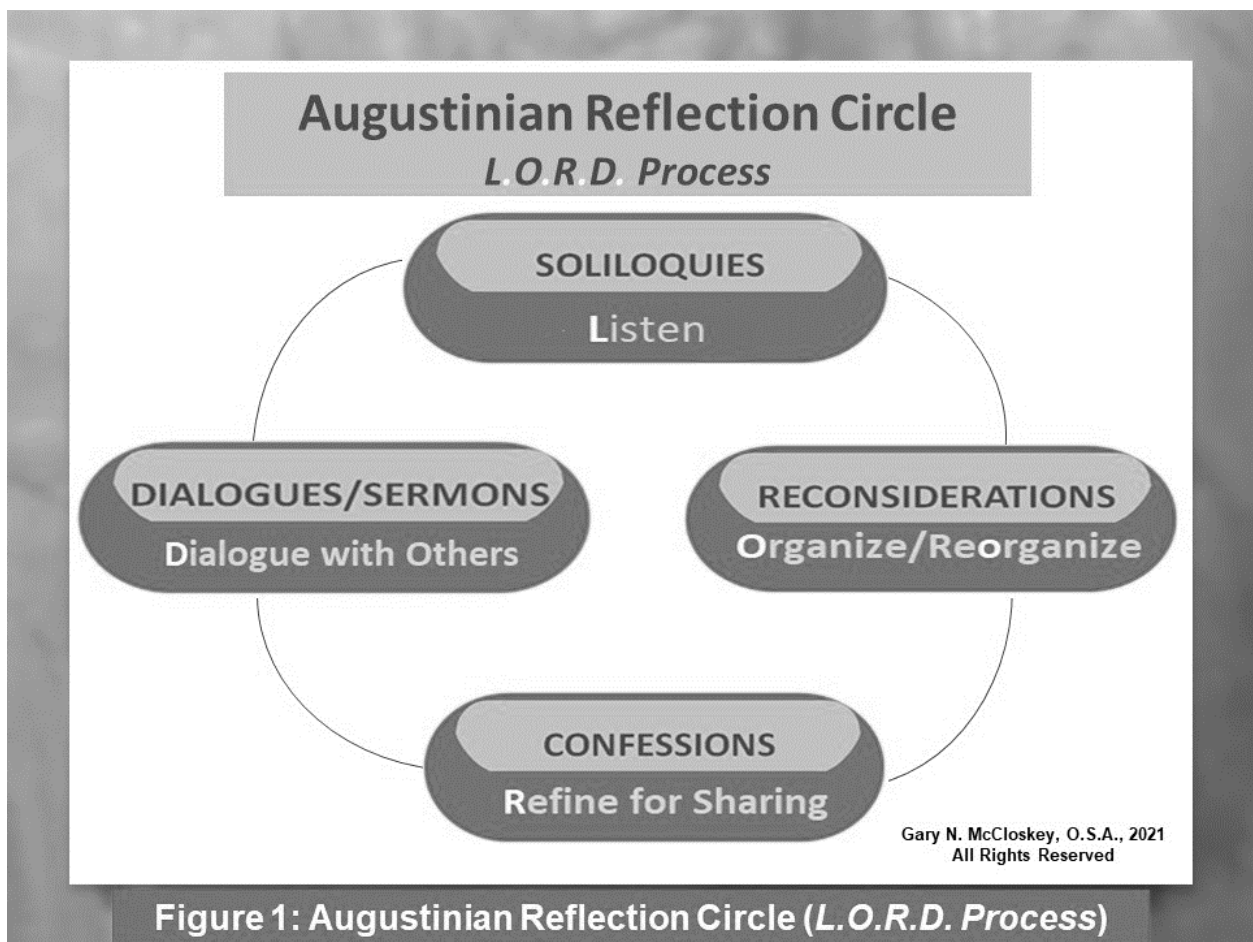 Augustinian Reflection Circle
L.O.R.D. Process
SOLILOQUIES
Listen
DIALOGUES/SERMONS
Dialogue with Others
RECONSIDERATIONS
Organize/Reorganize
CONFESSIONS
Refine for Sharing
Gary N. McCloskey, O.S.A., 2021
All Rights Reserved
Figure 1: Augustinian Reflection Circle (L.O.R.D. Process)